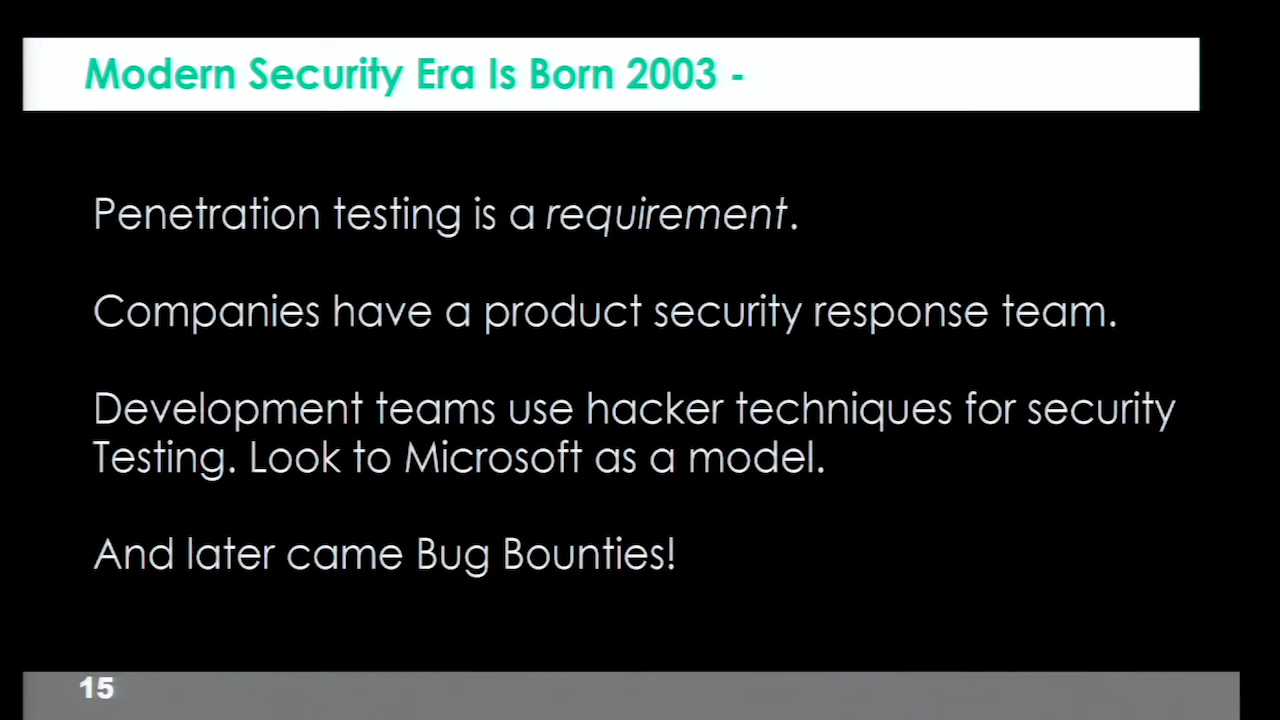 Modern Security Era Is Born 2003 -
Penetration testing is a requirement.
Companies have a product security response team.
Development teams use hacker techniques for security
Testing. Look to Microsoft as a model.
And later came Bug Bounties!
15